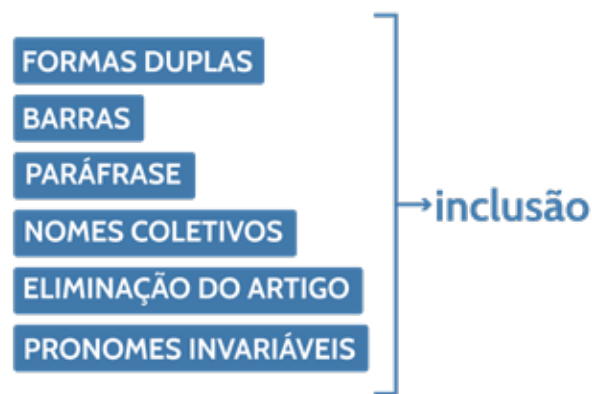 FORMAS DUPLAS
BARRAS
PARÁFRASE
NOMES COLETIVOS
ELIMINAÇÃO DO ARTIGO
PRONOMES INVARIÁVEIS
inclusão